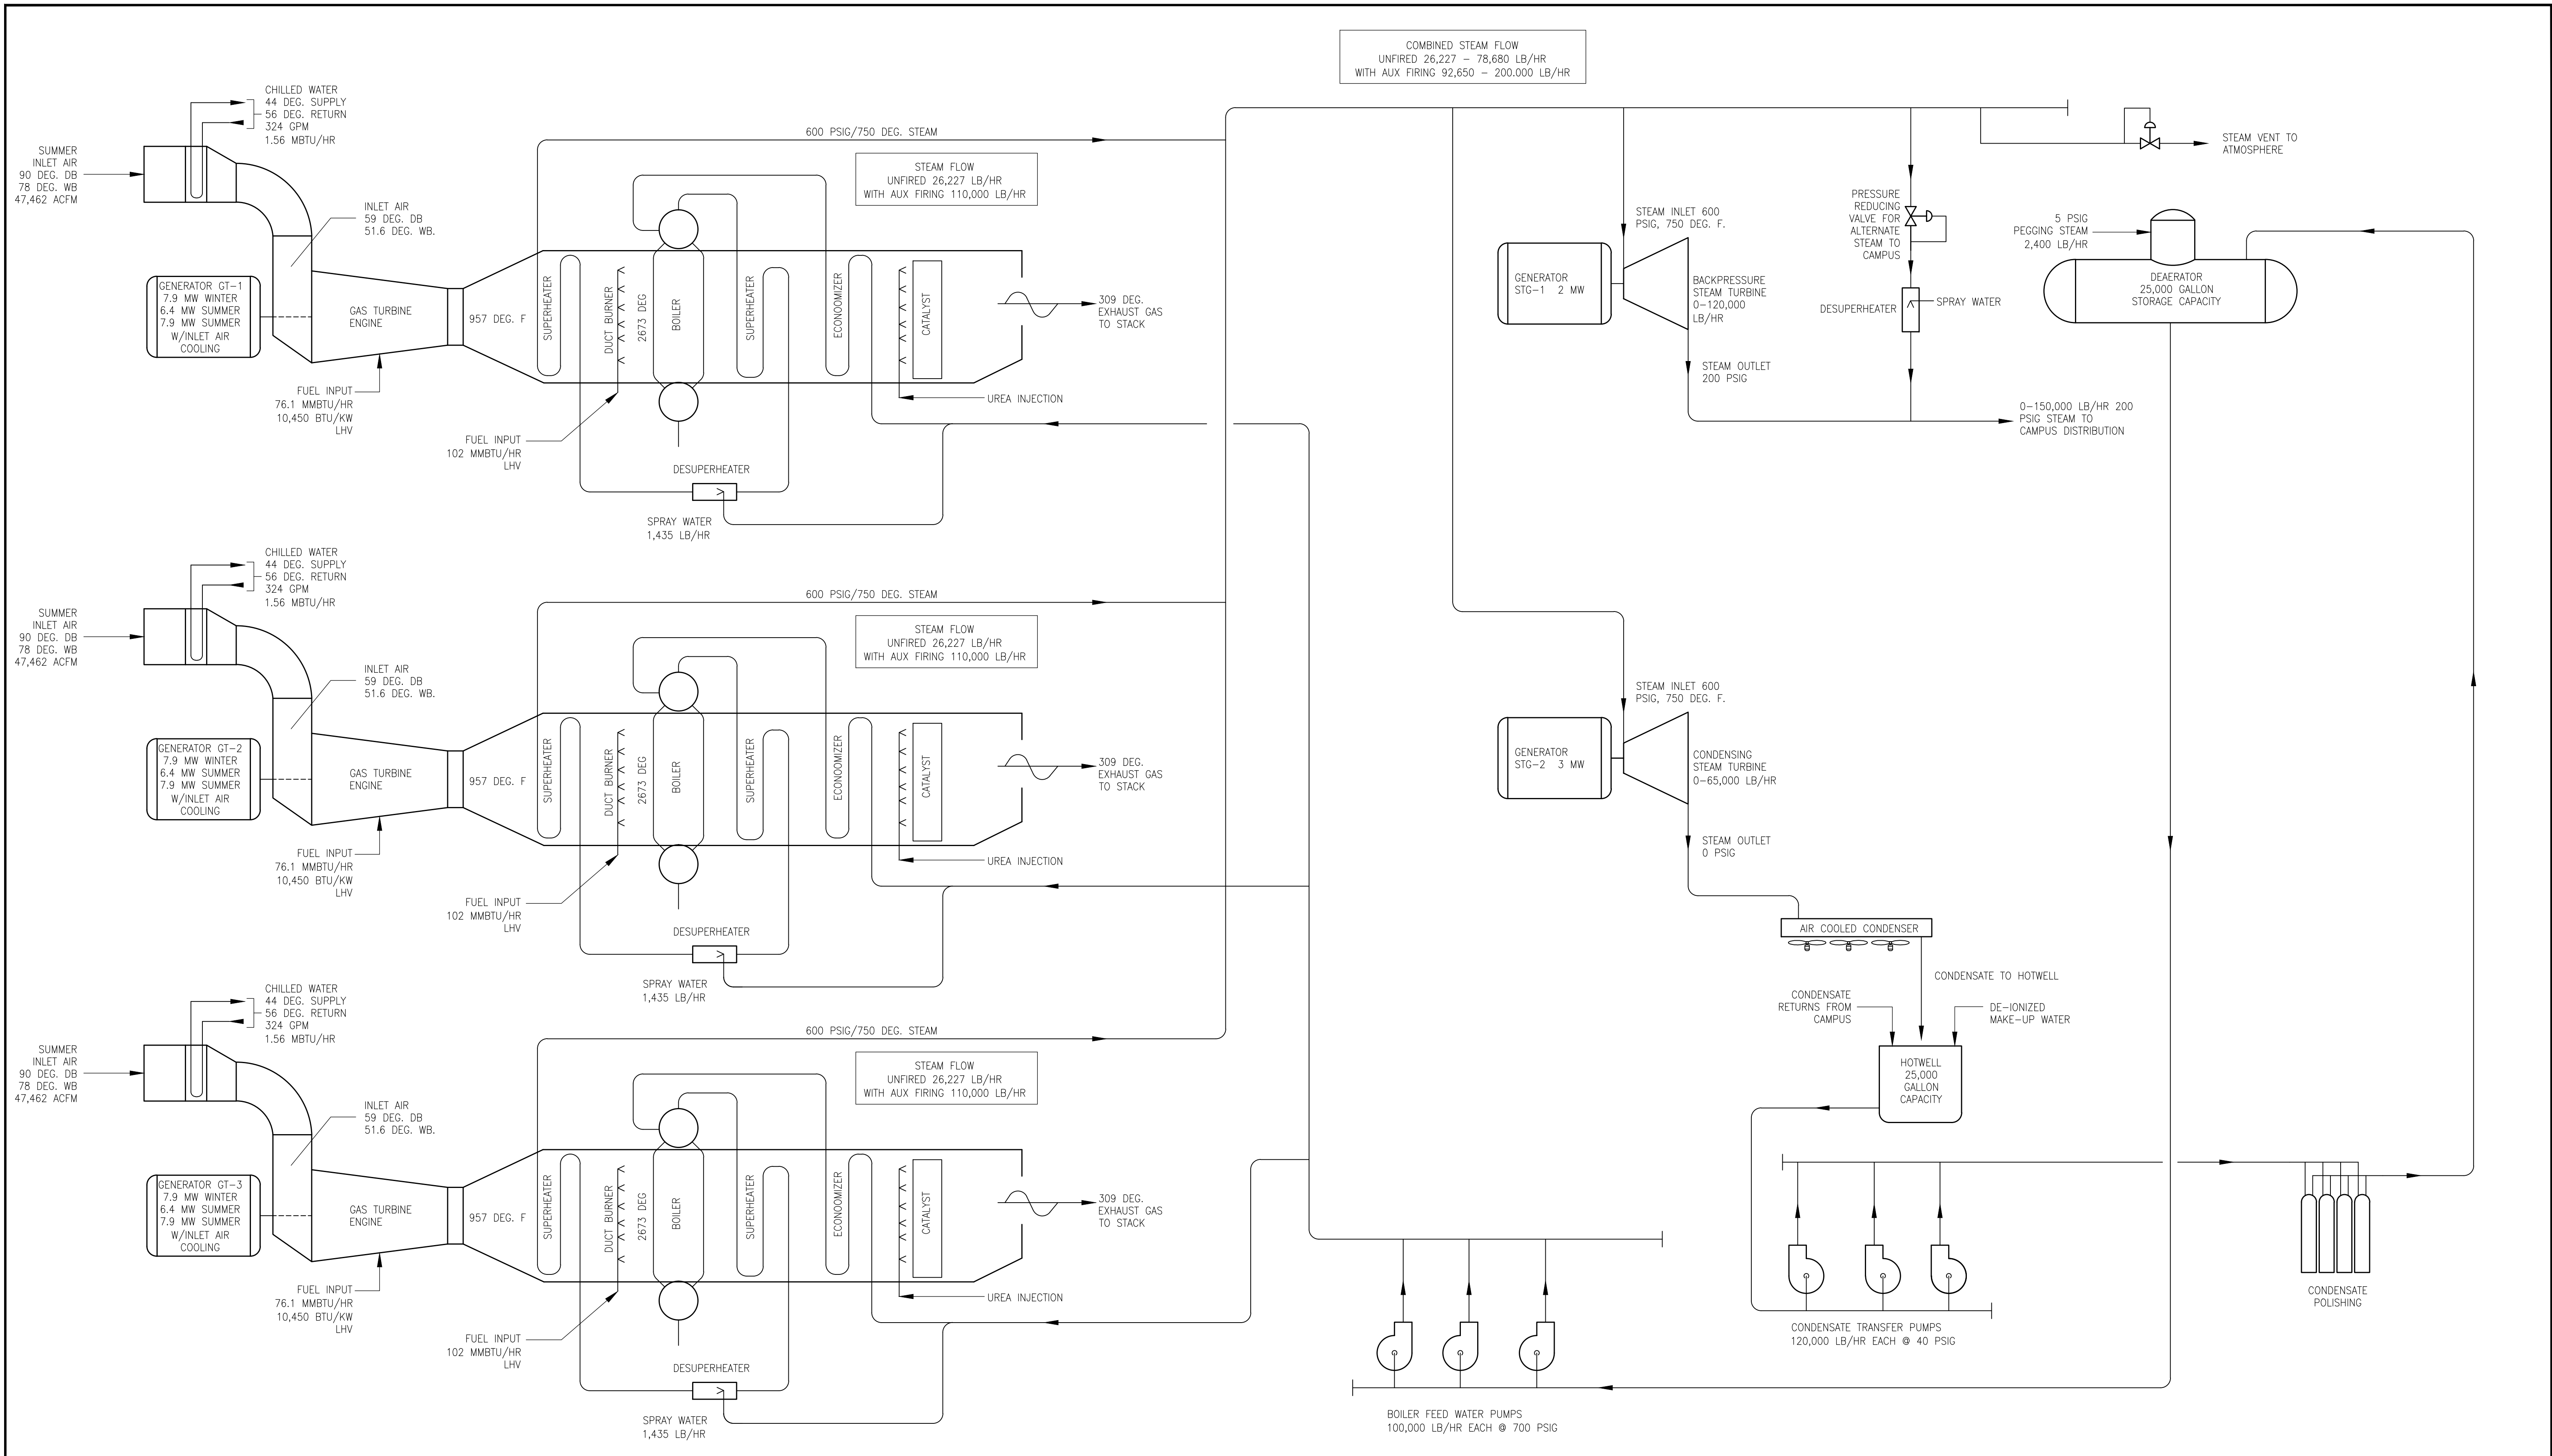 COMBINED STEAM FLOW
UNFIRED 26,227 – 78,680 LB/HR
WITH AUX FIRING 92,650 – 200.000 LB/HR
CHILLED WATER
44 DEG. SUPPLY
56 DEG. RETURN
324 GPM
1.56 MBTU/HR
SUMMER
INLET AIR
90 DEG. DB
78 DEG. WB
47,462 ACFM
INLET AIR
59 DEG. DB
51.6 DEG. WB.
GENERATOR GT-1
7.9 MW WINTER
6.4 MW SUMMER
7.9 MW SUMMER
W/INLET AIR
COOLING
GAS TURBINE
ENGINE
FUEL INPUT
76.1 MMBTU/HR
10,450 BTU/KW
LHV
957 DEG. F
600 PSIG/750 DEG. STEAM
STEAM FLOW
UNFIRED 26,227 LB/HR
WITH AUX FIRING 110,000 LB/HR
SUPERHEATER
DUCT BURNER
2673 DEG
BOILER
SUPERHEATER
ECONOOMIZER
CATALYST
309 DEG.
EXHAUST GAS
TO STACK
UREA INJECTION
FUEL INPUT
102 MMBTU/HR
LHV
DESUPERHEATER
SPRAY WATER
1,435 LB/HR
CHILLED WATER
44 DEG. SUPPLY
56 DEG. RETURN
324 GPM
1.56 MBTU/HR
SUMMER
INLET AIR
90 DEG. DB
78 DEG. WB
47,462 ACFM
INLET AIR
59 DEG. DB
51.6 DEG. WB.
GENERATOR GT-2
7.9 MW WINTER
6.4 MW SUMMER
7.9 MW SUMMER
W/INLET AIR
COOLING
GAS TURBINE
ENGINE
FUEL INPUT
76.1 MMBTU/HR
10,450 BTU/KW
LHV
957 DEG. F
600 PSIG/750 DEG. STEAM
STEAM FLOW
UNFIRED 26,227 LB/HR
WITH AUX FIRING 110,000 LB/HR
SUPERHEATER
DUCT BURNER
2673 DEG
BOILER
SUPERHEATER
ECONOOMIZER
CATALYST
309 DEG.
EXHAUST GAS
TO STACK
UREA INJECTION
FUEL INPUT
102 MMBTU/HR
LHV
DESUPERHEATER
SPRAY WATER
1,435 LB/HR
CHILLED WATER
44 DEG. SUPPLY
56 DEG. RETURN
324 GPM
1.56 MBTU/HR
SUMMER
INLET AIR
90 DEG. DB
78 DEG. WB
47,462 ACFM
INLET AIR
59 DEG. DB
51.6 DEG. WB.
GENERATOR GT-3
7.9 MW WINTER
6.4 MW SUMMER
7.9 MW SUMMER
W/INLET AIR
COOLING
GAS TURBINE
ENGINE
FUEL INPUT
76.1 MMBTU/HR
10,450 BTU/KW
LHV
957 DEG. F
600 PSIG/750 DEG. STEAM
STEAM FLOW
UNFIRED 26,227 LB/HR
WITH AUX FIRING 110,000 LB/HR
SUPERHEATER
DUCT BURNER
2673 DEG
BOILER
SUPERHEATER
ECONOOMIZER
CATALYST
309 DEG.
EXHAUST GAS
TO STACK
UREA INJECTION
FUEL INPUT
102 MMBTU/HR
LHV
DESUPERHEATER
SPRAY WATER
1,435 LB/HR
STEAM VENT TO
ATMOSPHERE
STEAM INLET 600
PSIG, 750 DEG. F.
GENERATOR
STG-1 2 MW
BACKPRESSURE
STEAM TURBINE
0-120,000
LB/HR
STEAM OUTLET
200 PSIG
PRESSURE
REDUCING
VALVE FOR
ALTERNATE
STEAM TO
CAMPUS
DESUPERHEATER
SPRAY WATER
0-150,000 LB/HR 200
PSIG STEAM TO
CAMPUS DISTRIBUTION
5 PSIG
PEGGING STEAM
2,400 LB/HR
DEAERATOR
25,000 GALLON
STORAGE CAPACITY
STEAM INLET 600
PSIG, 750 DEG. F.
GENERATOR
STG-2 3 MW
CONDENSING
STEAM TURBINE
0-65,000 LB/HR
STEAM OUTLET
0 PSIG
AIR COOLED CONDENSER
CONDENSATE TO HOTWELL
CONDENSATE
RETURNS FROM
CAMPUS
DE-IONIZED
MAKE-UP WATER
HOTWELL
25,000
GALLON
CAPACITY
CONDENSATE TRANSFER PUMPS
120,000 LB/HR EACH @ 40 PSIG
CONDENSATE
POLISHING
BOILER FEED WATER PUMPS
100,000 LB/HR EACH @ 700 PSIG